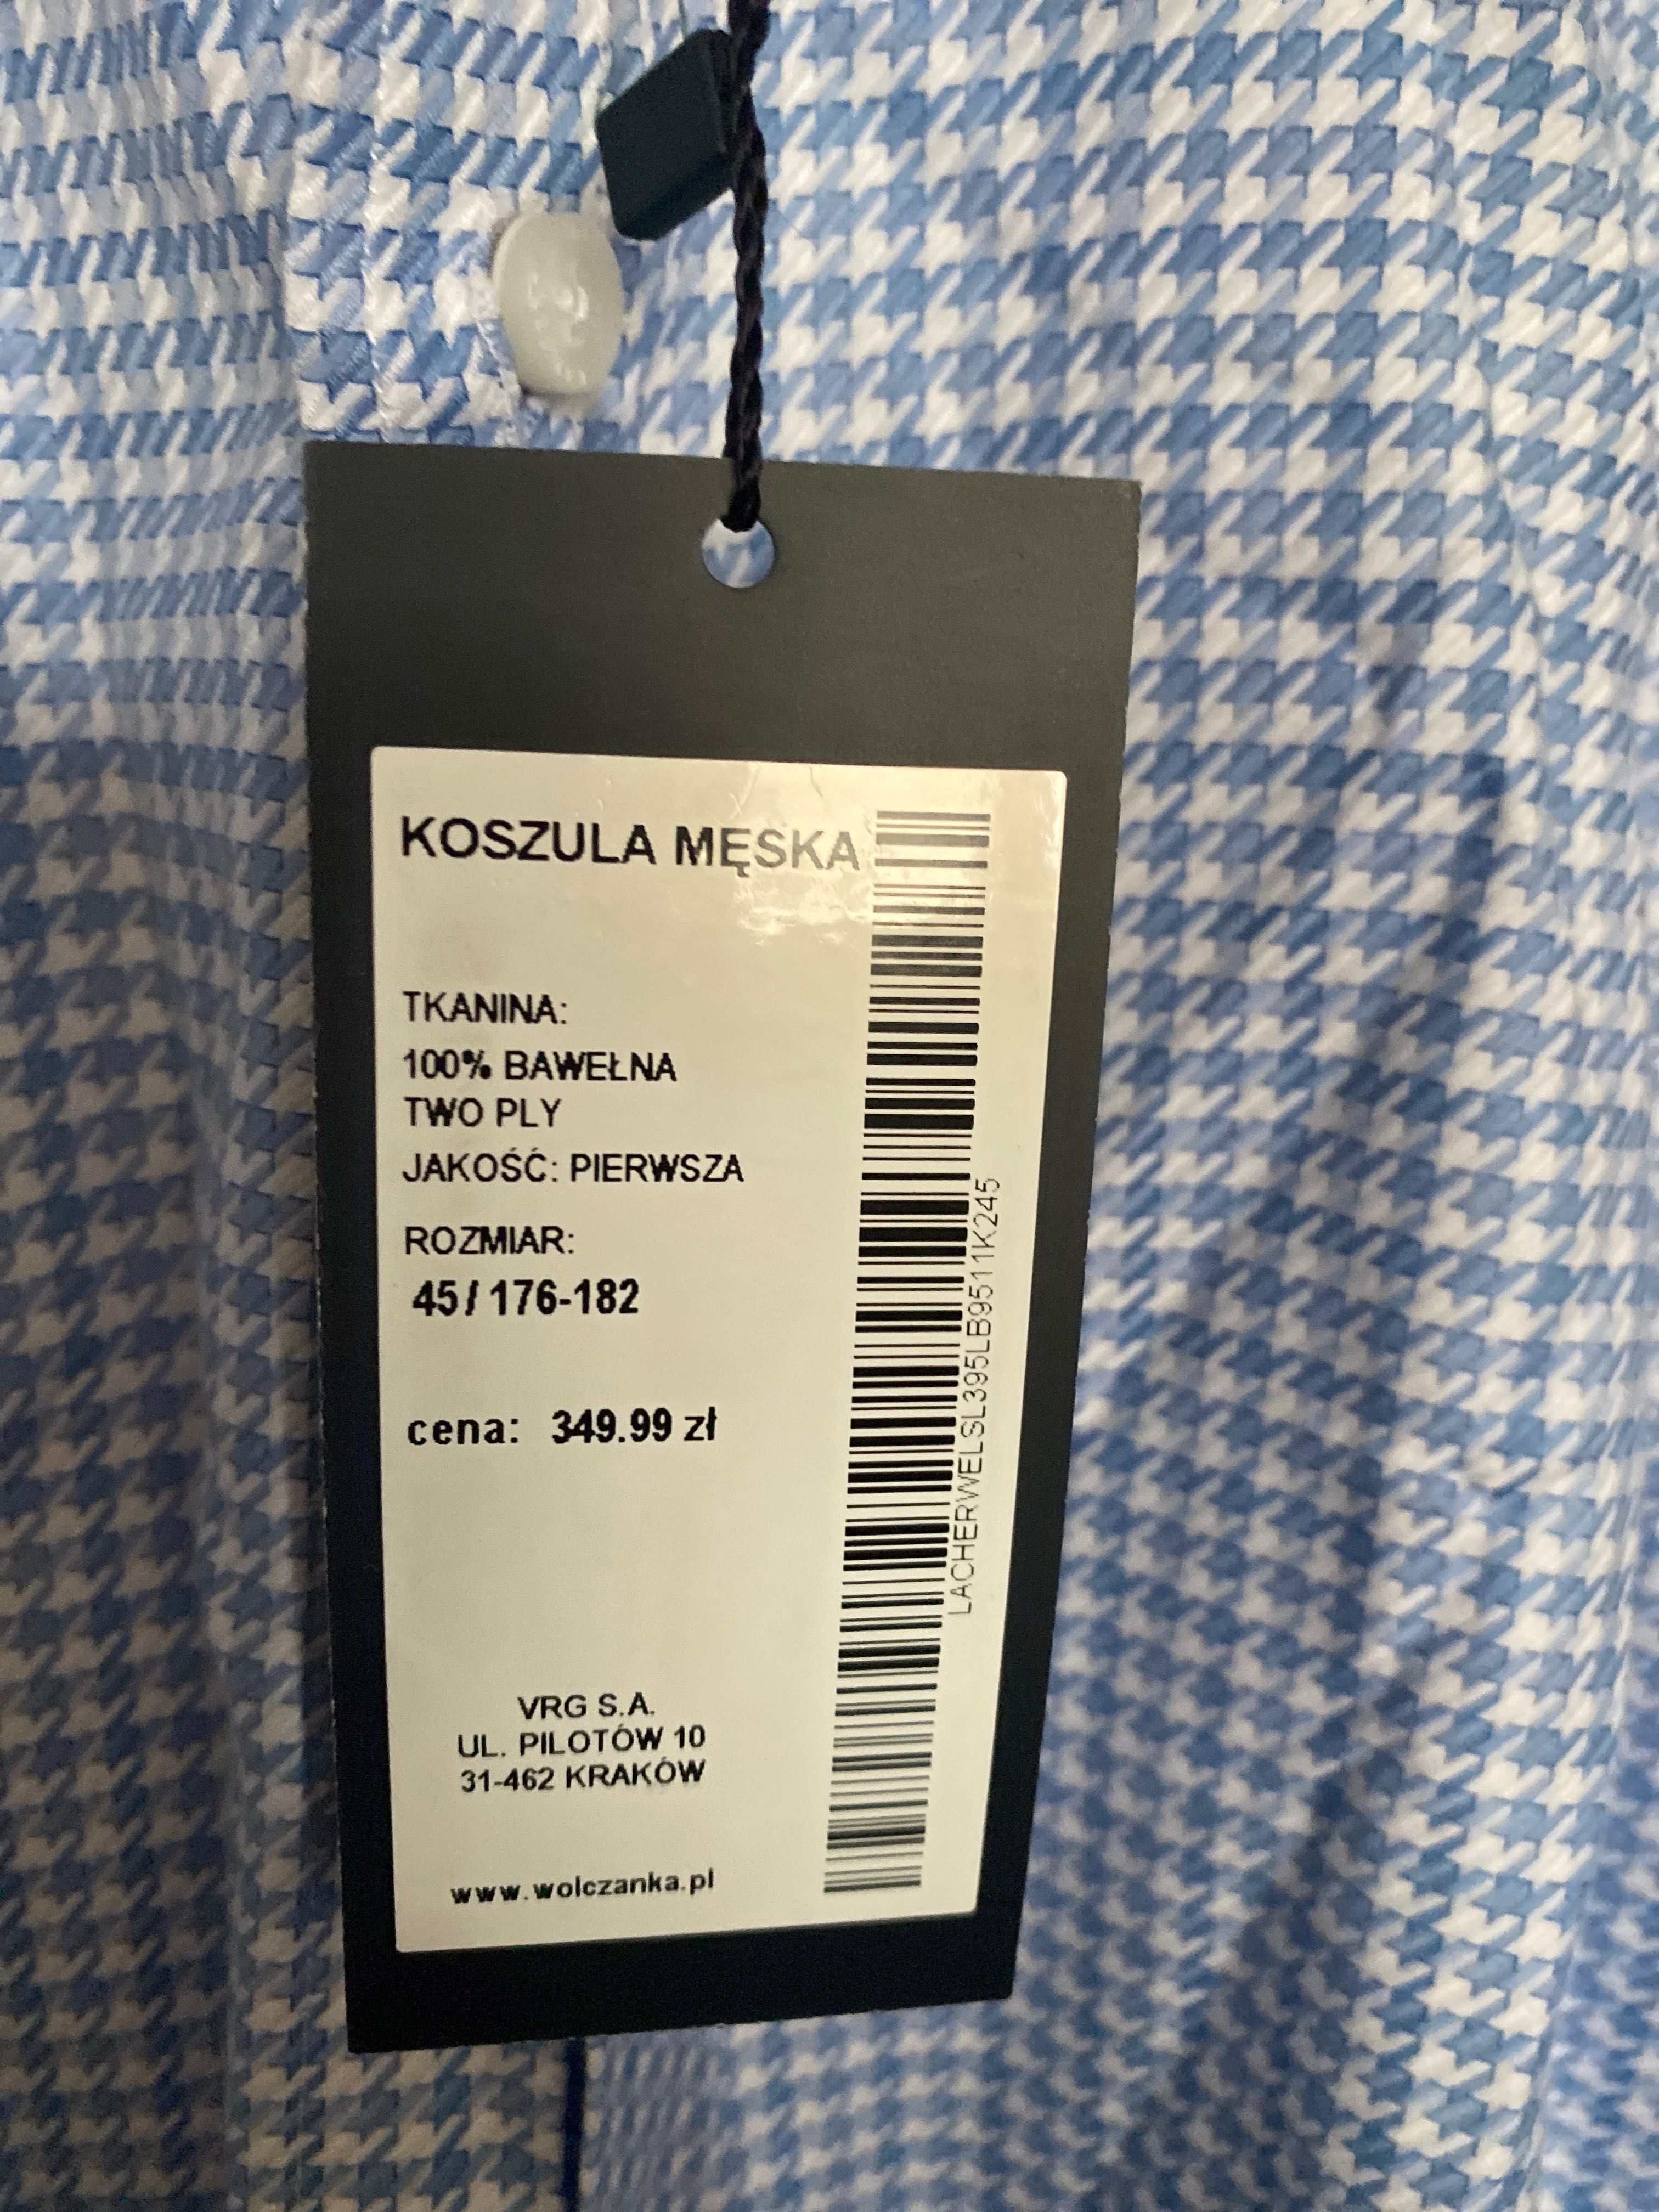 KOSZULA MĘSKA
TKANINA:
100% BAWEŁNA
TWO PLY
JAKOŚĆ: PIERWSZA
ROZMIAR:
45/ 176-182
cena: 349.99 zł
VRG S.A.
UL. PILOTÓW 10
31-462 KRAKÓW
www.wolczanka.pl
LACHERWELSL395LB9511K245